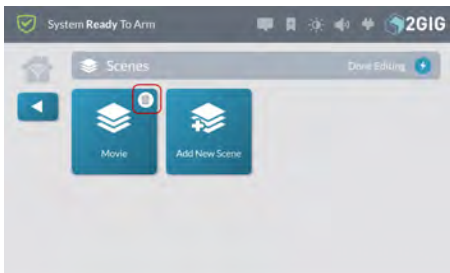 System Ready To Arm
2GIG
Scenes
Done Editing
Movie
Add New Scene